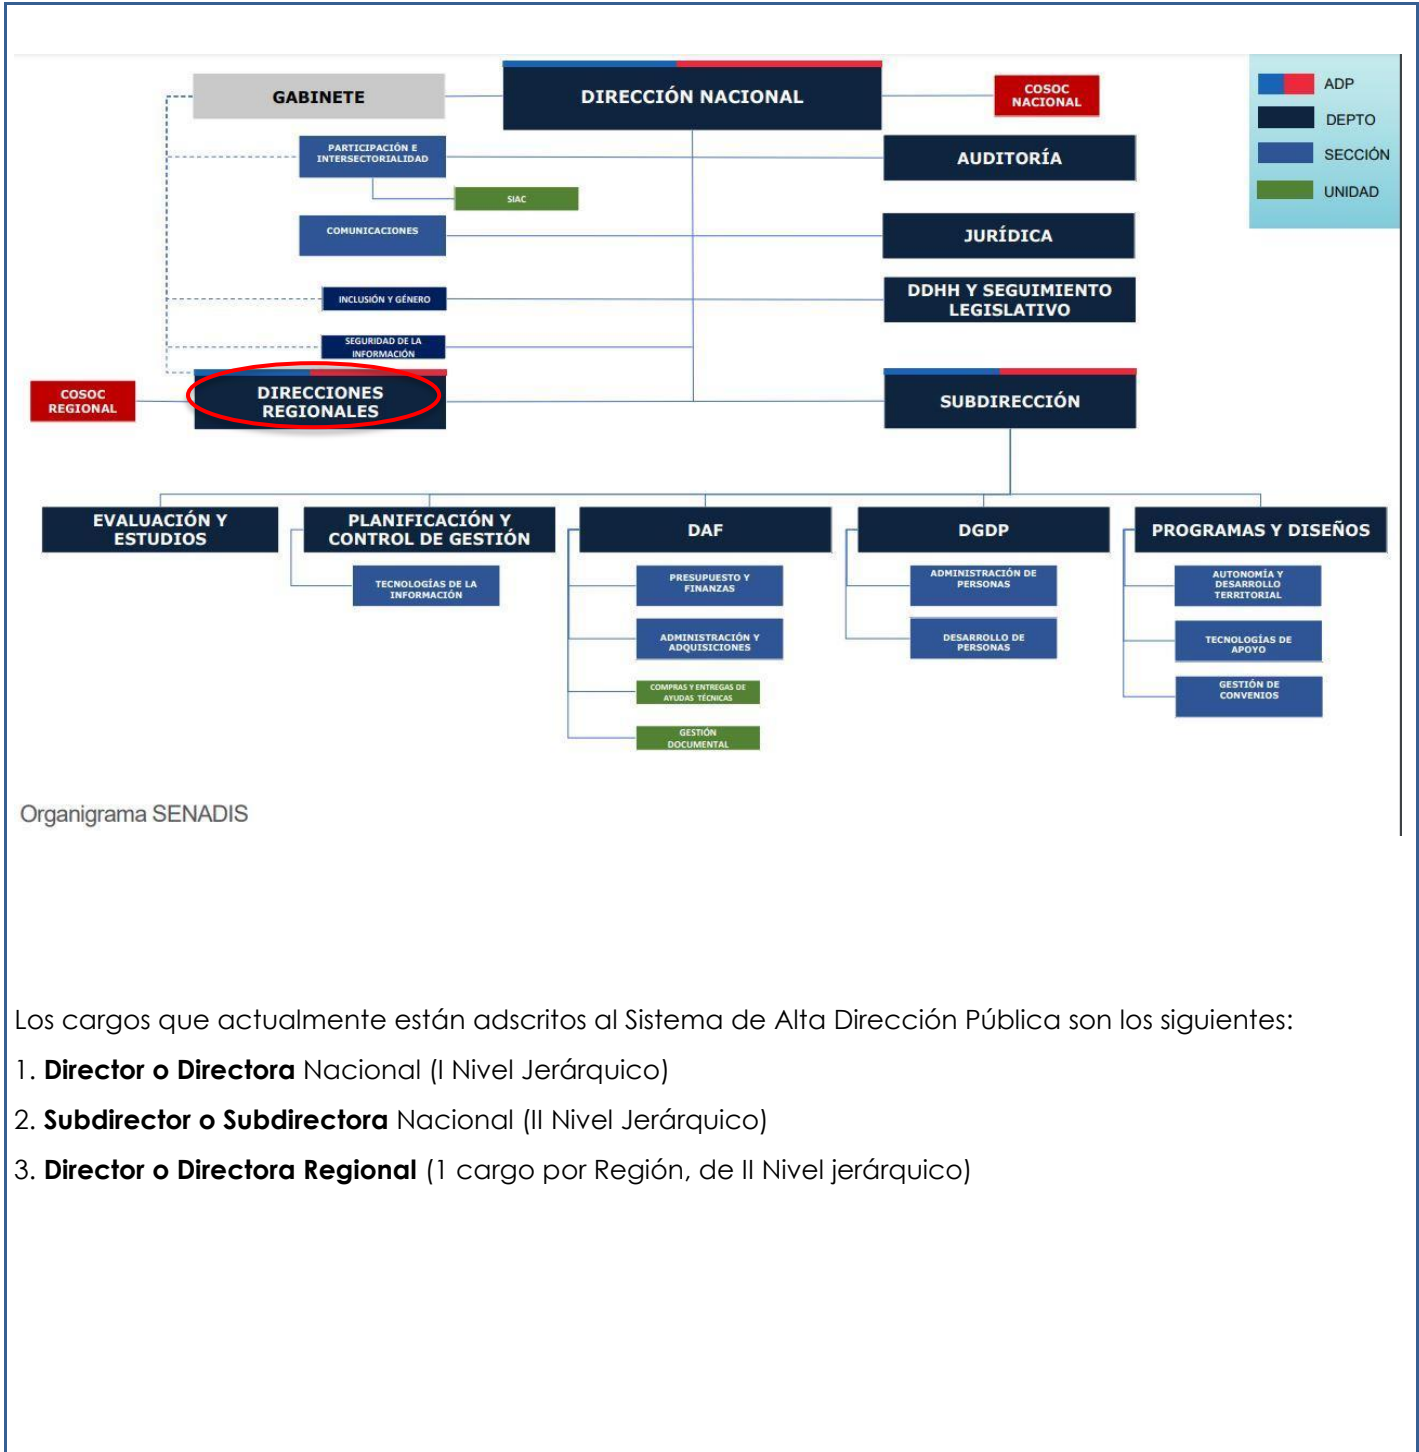 GABINETE
DIRECCIÓN NACIONAL
COSOC
NACIONAL
ADP
DEPTO
SECCIÓN
UNIDAD
PARTICIPACIÓN E
INTERSECTORIALIDAD
AUDITORÍA
SIAC
COMUNICACIONES
JURÍDICA
INCLUSIÓN Y GÉNERO
DDHH Y SEGUIMIENTO
LEGISLATIVO
SEGURIDAD DE LA
INFORMACIÓN
COSOC
REGIONAL
DIRECCIONES
REGIONALES
SUBDIRECCIÓN
EVALUACIÓN Y
ESTUDIOS
PLANIFICACIÓN Y
CONTROL DE GESTIÓN
DAF
DGDP
PROGRAMAS Y DISEÑOS
TECNOLOGÍAS DE LA
INFORMACIÓN
PRESUPUESTO Y
FINANZAS
ADMINISTRACIÓN DE
PERSONAS
AUTONOMÍA Y
DESARROLLO
TERRITORIAL
ADMINISTRACIÓN Y
ADQUISICIONES
DESARROLLO DE
PERSONAS
TECNOLOGÍAS DE
APOYO
COMPRAS Y ENTREGAS DE
AYUDAS TÉCNICAS
GESTIÓN DE
CONVENIOS
GESTIÓN
DOCUMENTAL
Organigrama SENADIS
Los cargos que actualmente están adscritos al Sistema de Alta Dirección Pública son los siguientes:
1. Director o Directora Nacional (I Nivel Jerárquico)
2. Subdirector o Subdirectora Nacional (II Nivel Jerárquico)
3. Director o Directora Regional (1 cargo por Región, de II Nivel jerárquico)